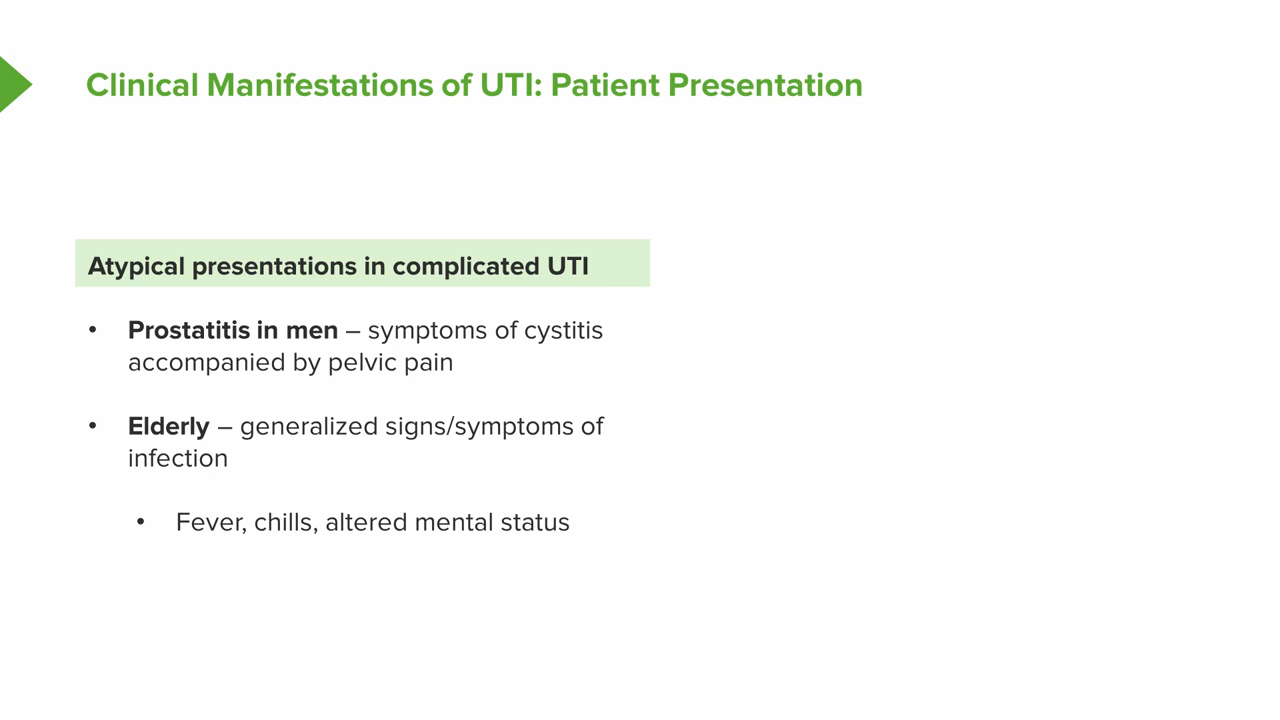 Clinical Manifestations of UTI: Patient Presentation
Atypical presentations in complicated UTI
• Prostatitis in men – symptoms of cystitis
accompanied by pelvic pain
• Elderly – generalized signs/symptoms of
infection
• Fever, chills, altered mental status